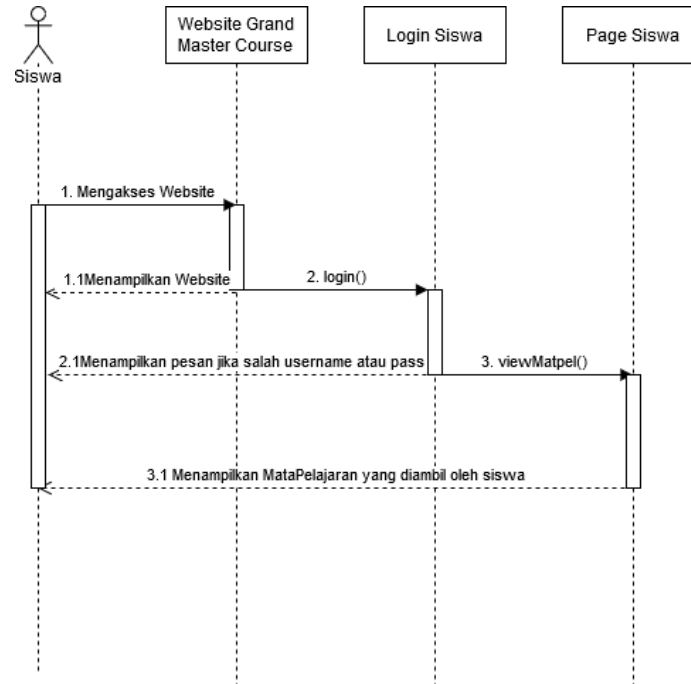 Website Grand
Master Course
Login Siswa
Page Siswa
Siswa
1. Mengakses Website
1.1Menampilkan Website
2. login()
2.1Menampilkan pesan jika salah username atau pass
3. viewMatpel()
3.1 Menampilkan MataPelajaran yang diambil oleh siswa